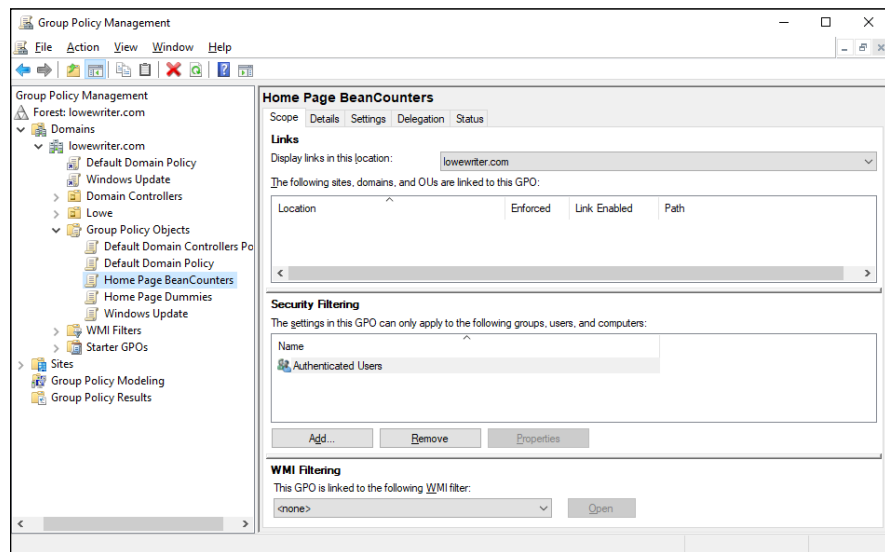 Group Policy Management
File Action View Window Help
Group Policy Management
Forest: lowewriter.com
Domains
lowewriter.com
Default Domain Policy
Windows Update
Domain Controllers
Lowe
Group Policy Objects
Default Domain Controllers Po
Default Domain Policy
Home Page BeanCounters
Home Page Dummies
Windows Update
WMI Filters
Starter GPOs
Sites
Group Policy Modeling
Group Policy Results
Home Page BeanCounters
Scope Details Settings Delegation Status
Links
Display links in this location: lowewriter.com
The following sites, domains, and OUs are linked to this GPO:
Location Enforced Link Enabled Path
Security Filtering
The settings in this GPO can only apply to the following groups, users, and computers:
Name
Authenticated Users
Add... Remove Properties
WMI Filtering
This GPO is linked to the following WMI filter:
<none> Open